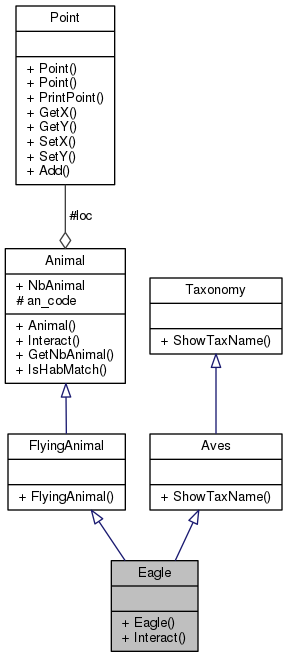 Point
+ Point()
+ Point()
+ PrintPoint()
+ GetX()
+ GetY()
+ SetX()
+ SetY()
+ Add()
#loc
Animal
+ NbAnimal
# an_code
+ Animal()
+ Interact()
+ GetNbAnimal()
+ IsHabMatch()
Taxonomy
+ ShowTaxName()
FlyingAnimal
+ FlyingAnimal()
Aves
+ ShowTaxName()
Eagle
+ Eagle()
+ Interact()